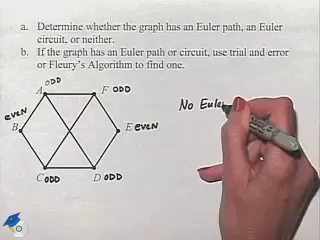 a. Determine whether the graph has an Euler path, an Euler
circuit, or neither.
b. If the graph has an Euler path or circuit, use trial and error
or Fleury's Algorithm to find one.
ODD
A F ODD
EVEN
B E EVEN
No Euler
C ODD D ODD